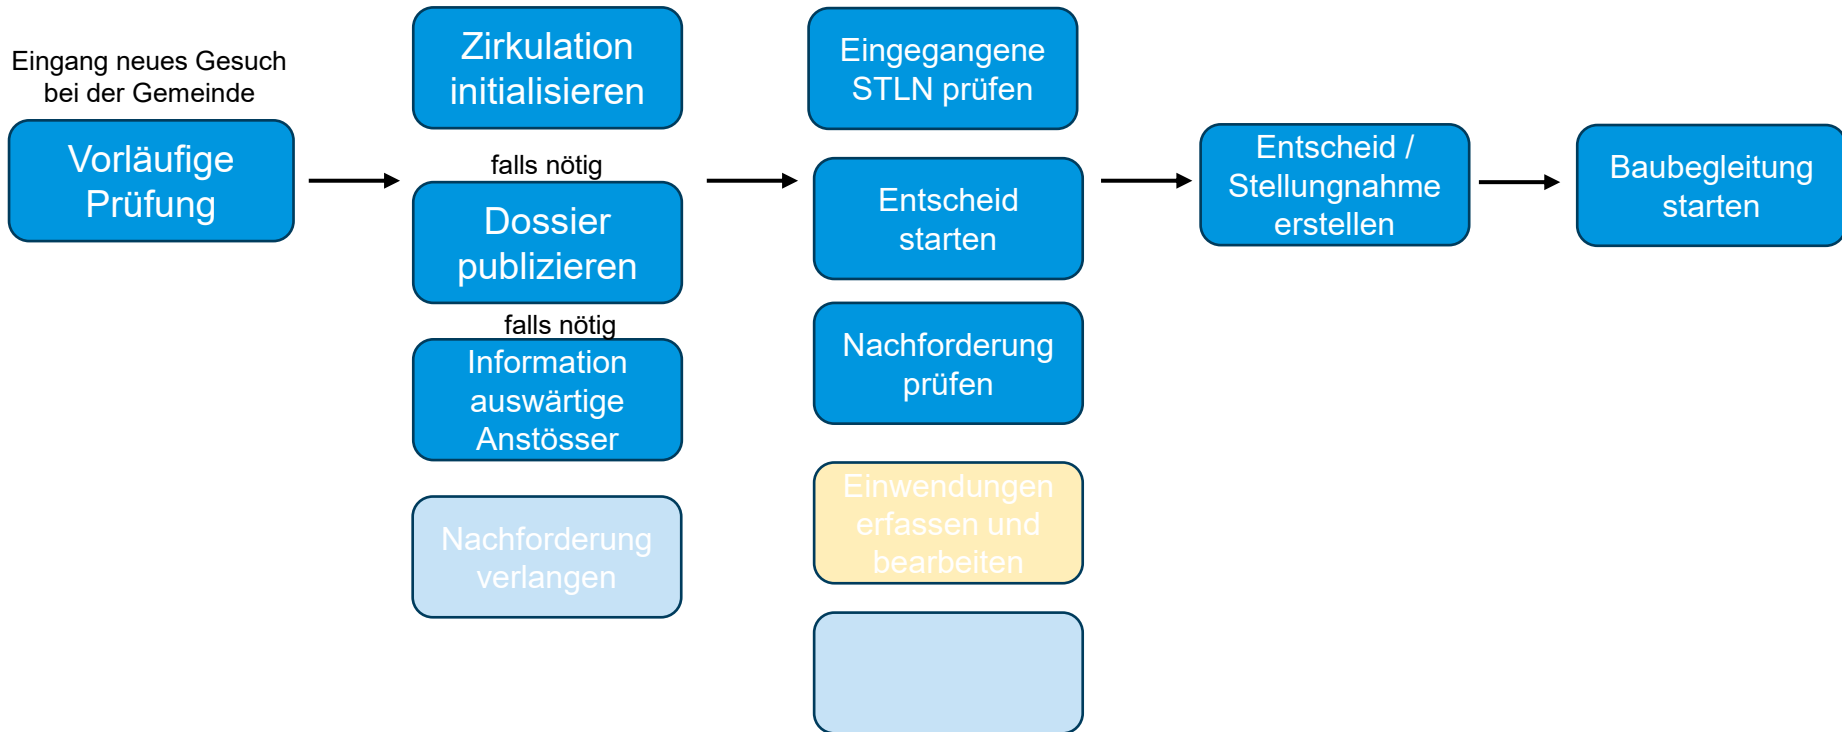 Eingang neues Gesuch
bei der Gemeinde
Vorläufige
Prüfung
Zirkulation
initialisieren
falls nötig
Dossier
publizieren
falls nötig
Information
auswärtige
Anstösser
Nachforderung
verlangen
Eingegangene
STLN prüfen
Entscheid
starten
Nachforderung
prüfen
Einwendungen
erfassen und
bearbeiten
Entscheid /
Stellungnahme
erstellen
Baubegleitung
starten